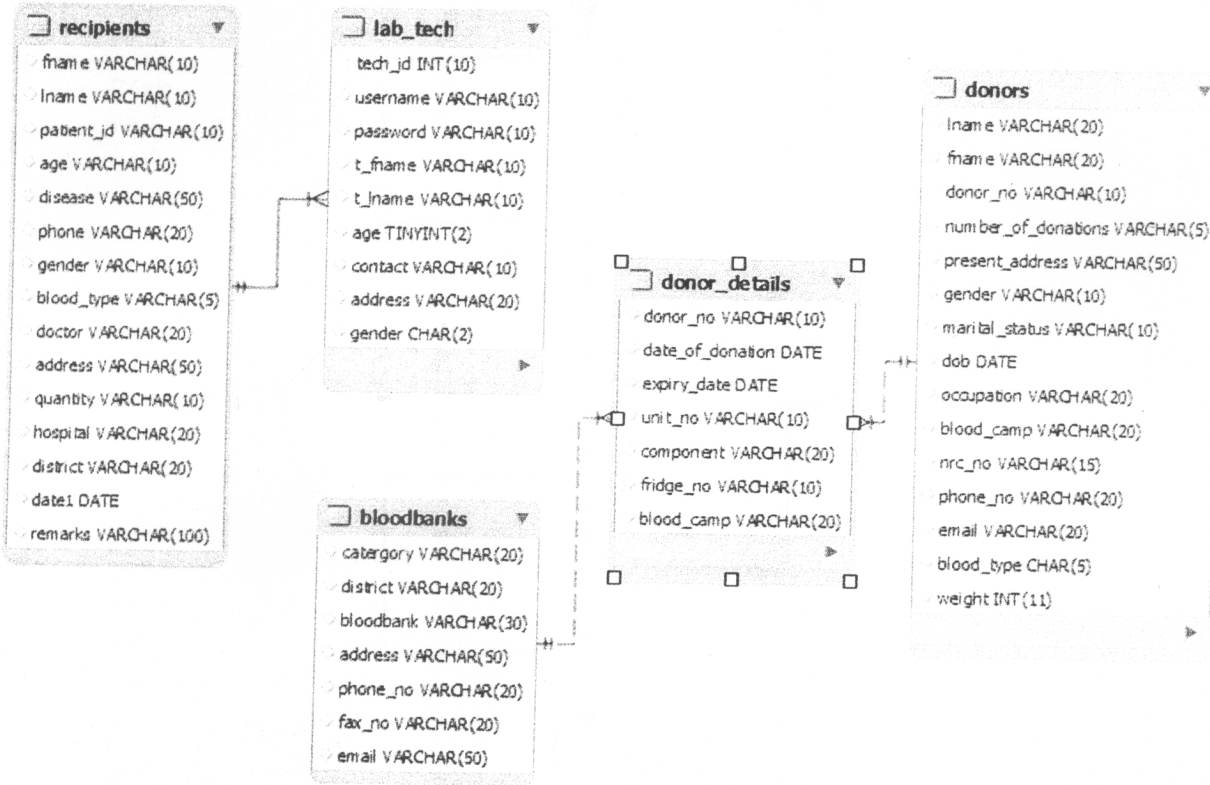 recipients
fname VARCHAR(10)
lname VARCHAR(10)
patient_id VARCHAR(10)
age VARCHAR(10)
disease VARCHAR(50)
phone VARCHAR(20)
gender VARCHAR(10)
blood_type VARCHAR(5)
doctor VARCHAR(20)
address VARCHAR(50)
quantity VARCHAR(10)
hospital VARCHAR(20)
district VARCHAR(20)
date1 DATE
remarks VARCHAR(100)
lab_tech
tech_id INT(10)
username VARCHAR(10)
password VARCHAR(10)
t_fname VARCHAR(10)
t_lname VARCHAR(10)
age TINYINT(2)
contact VARCHAR(10)
address VARCHAR(20)
gender CHAR(2)
bloodbanks
catergory VARCHAR(20)
district VARCHAR(20)
bloodbank VARCHAR(30)
address VARCHAR(50)
phone_no VARCHAR(20)
fax_no VARCHAR(20)
email VARCHAR(50)
donor_details
donor_no VARCHAR(10)
date_of_donation DATE
expiry_date DATE
unit_no VARCHAR(10)
component VARCHAR(20)
fridge_no VARCHAR(10)
blood_camp VARCHAR(20)
donors
lname VARCHAR(20)
fname VARCHAR(20)
donor_no VARCHAR(10)
number_of_donations VARCHAR(5)
present_address VARCHAR(50)
gender VARCHAR(10)
marital_status VARCHAR(10)
dob DATE
occupation VARCHAR(20)
blood_camp VARCHAR(20)
nrc_no VARCHAR(15)
phone_no VARCHAR(20)
email VARCHAR(20)
blood_type CHAR(5)
weight INT(11)